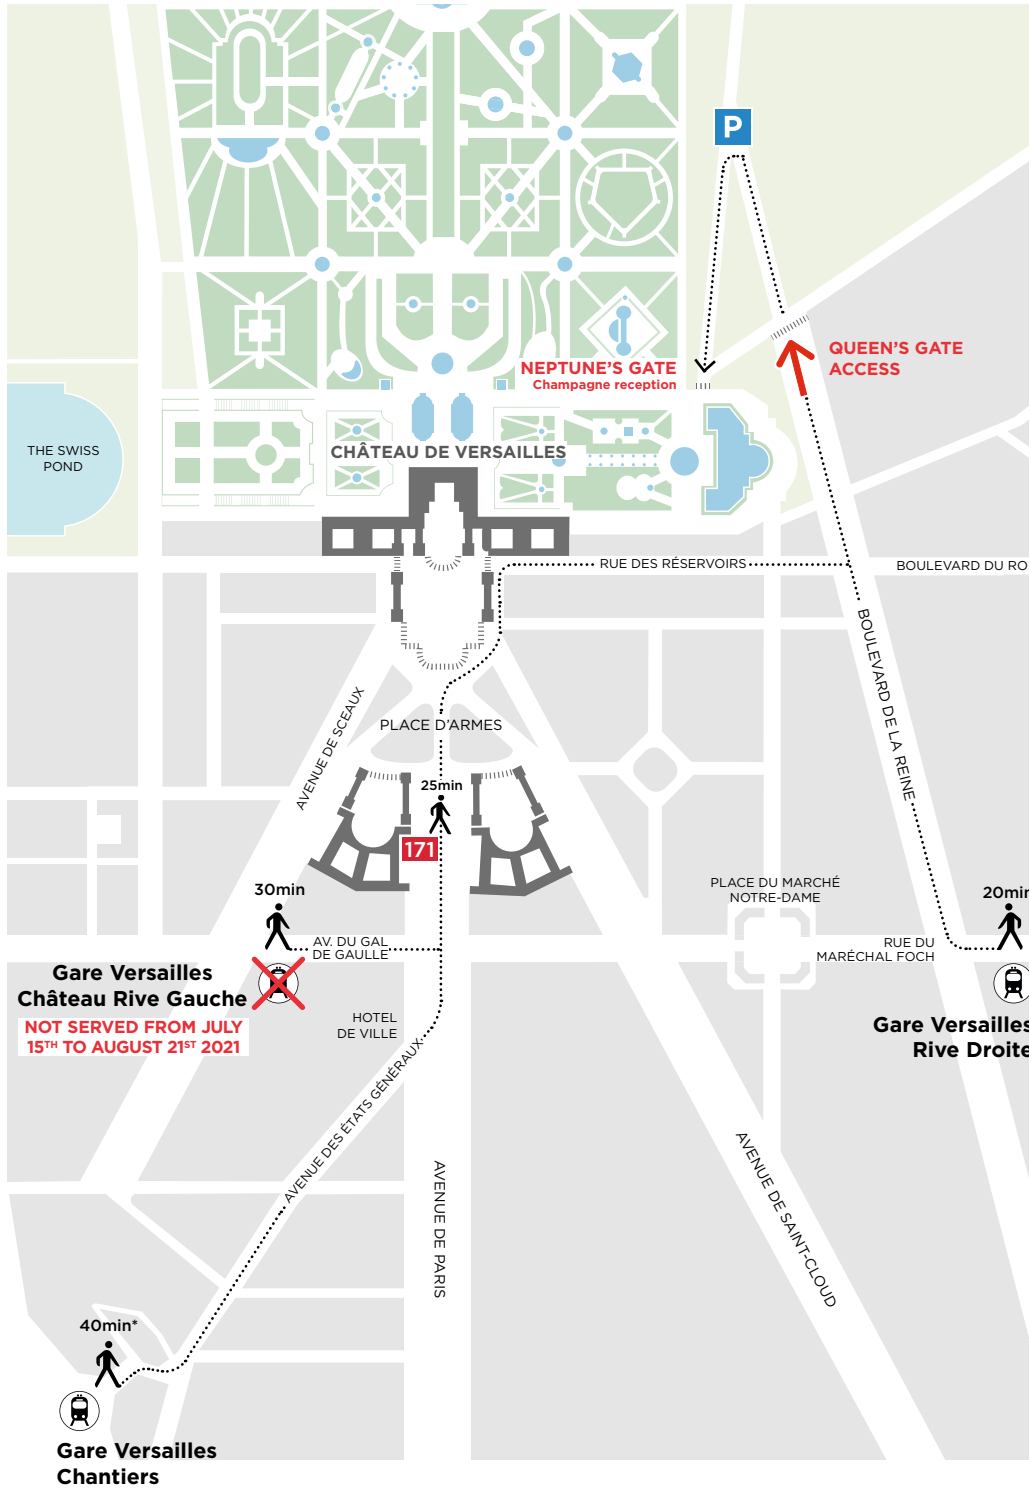 P
QUEEN'S GATE
ACCESS
NEPTUNE'S GATE
Champagne reception
THE SWISS
POND
CHÂTEAU DE VERSAILLES
RUE DES RÉSERVOIRS
BOULEVARD DU RO
BOULEVARD DE LA REINE
AVENUE DE SCEAUX
PLACE D'ARMES
25min
171
30min
PLACE DU MARCHÉ
NOTRE-DAME
20min
AV. DU GAL
DE GAULLE
RUE DU
MARÉCHAL FOCH
Gare Versailles
Château Rive Gauche
NOT SERVED FROM JULY
15TH TO AUGUST 21ST 2021
HOTEL
DE VILLE
Gare Versailles
Rive Droite
AVENUE DES ÉTATS GÉNÉRAUX
AVENUE DE PARIS
AVENUE DE SAINT-CLOUD
40min*
Gare Versailles
Chantiers